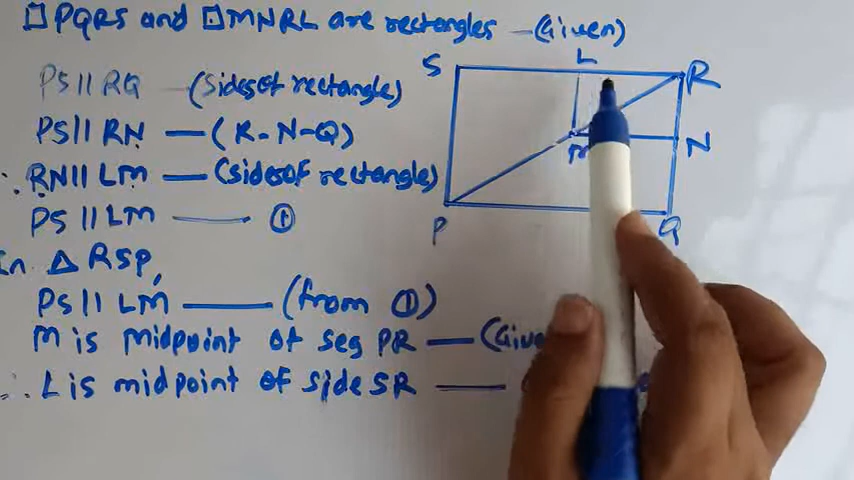 □PQRS and □MNRL are rectangles - (Given)
PS || RQ - (Sides of rectangle)
PS || RN - (R-N-Q)
∴ RN || LM - (sides of rectangle)
PS || LM - ①
In △ RSP,
PS || LM - (from ①)
M is midpoint of seg PR - (Give
∴ L is midpoint of side SR -
S L R
M N
P Q